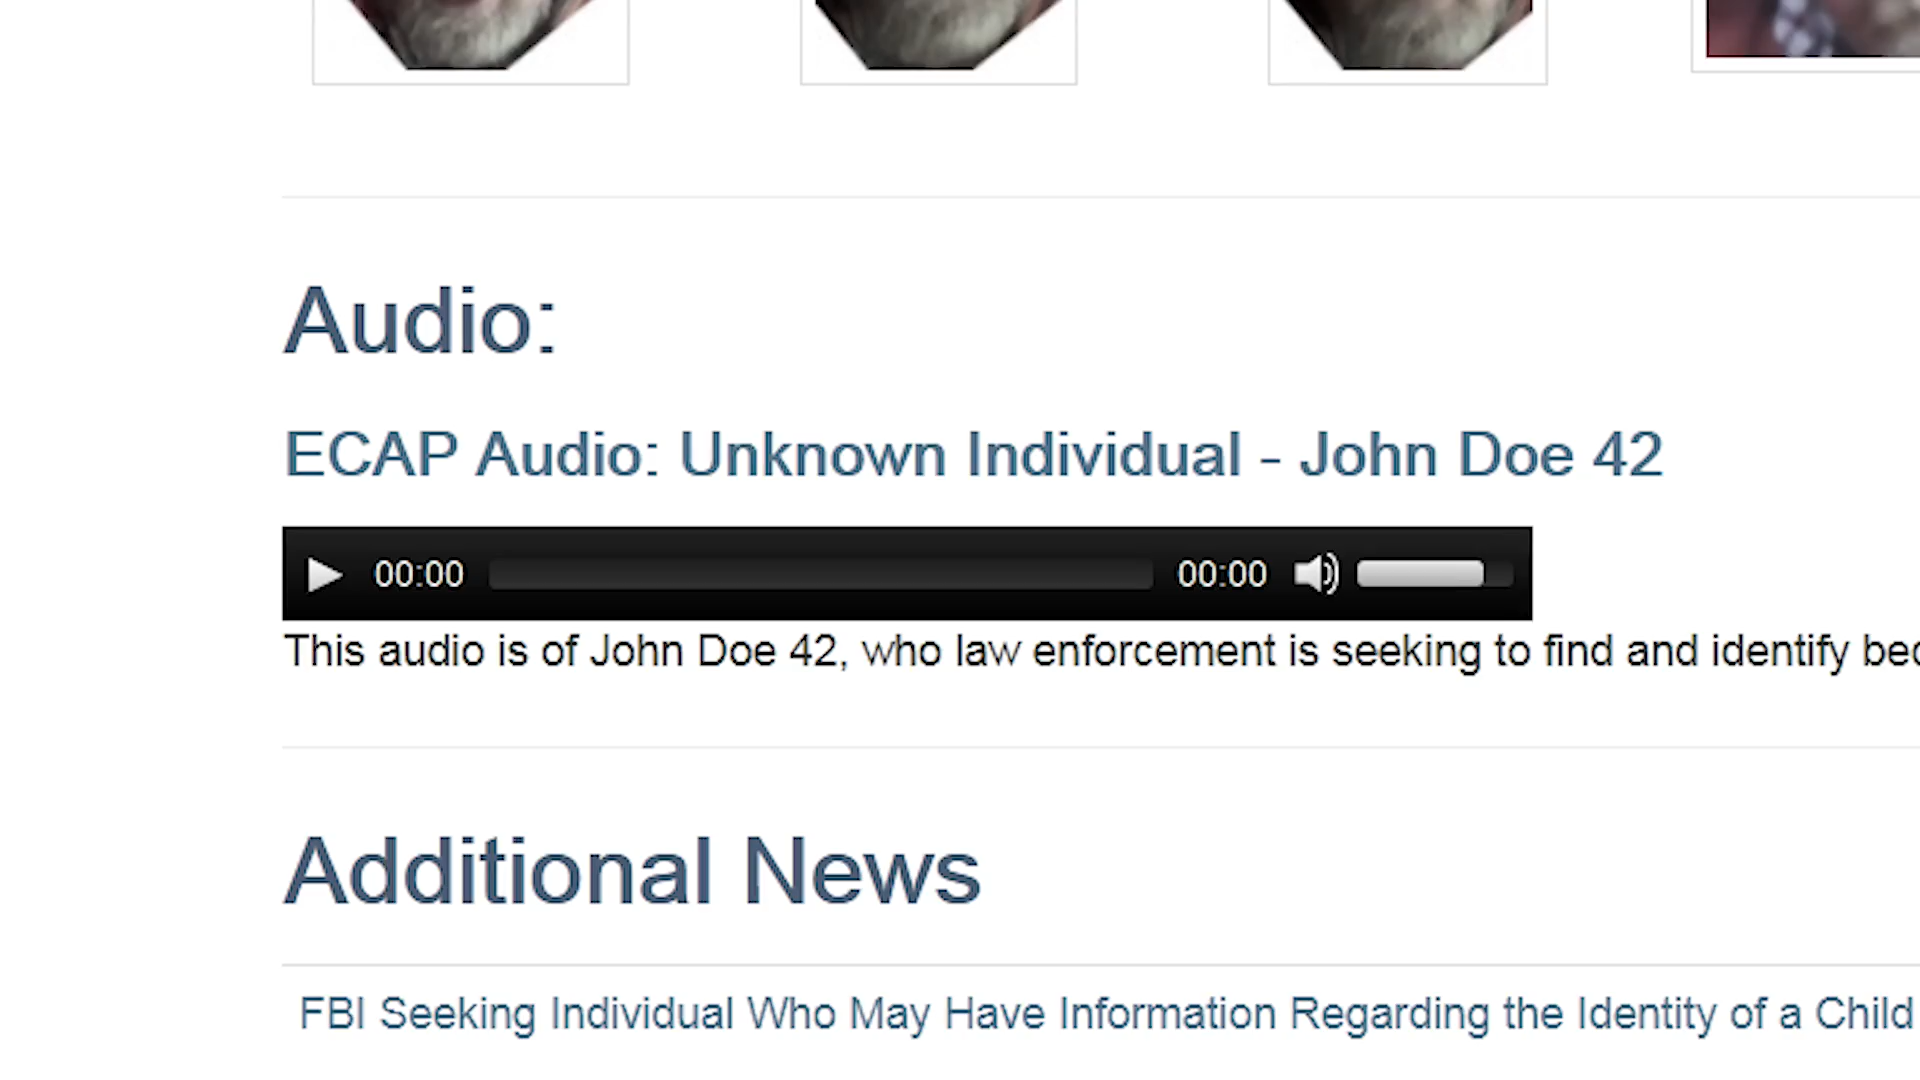 Audio:
ECAP Audio: Unknown Individual - John Doe 42
00:00 00:00
This audio is of John Doe 42, who law enforcement is seeking to find and identify
Additional News
FBI Seeking Individual Who May Have Information Regarding the Identity of a Child